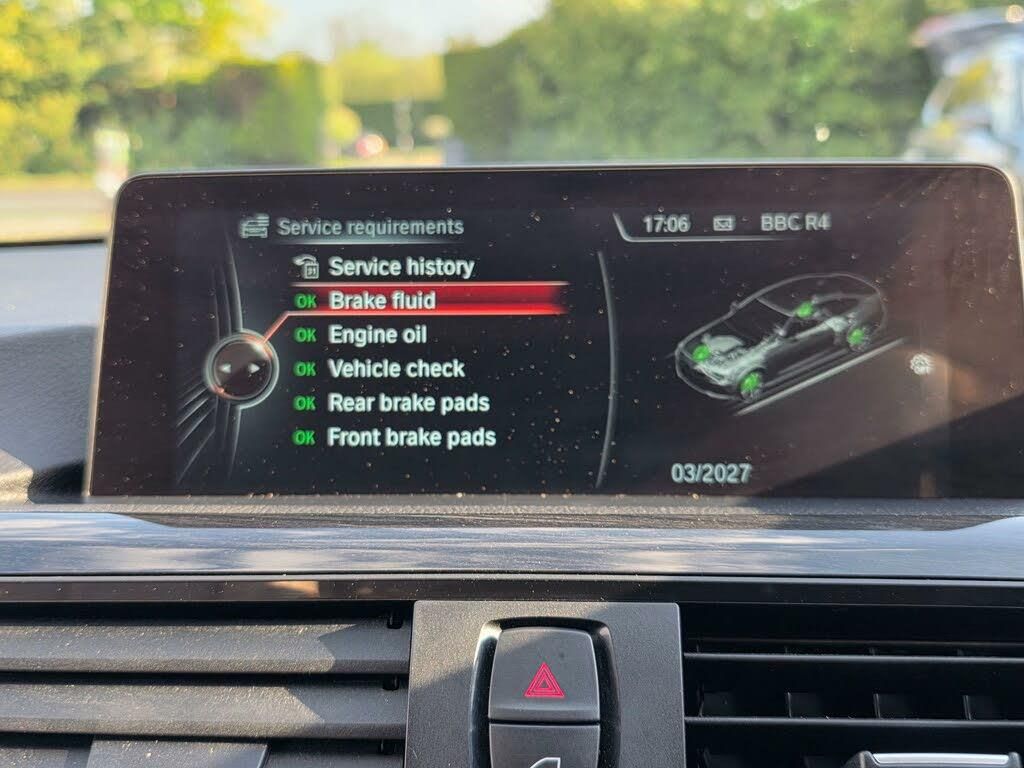 Service requirements
17:06 BBC R4
Service history
OK Brake fluid
OK Engine oil
OK Vehicle check
OK Rear brake pads
OK Front brake pads
03/2027